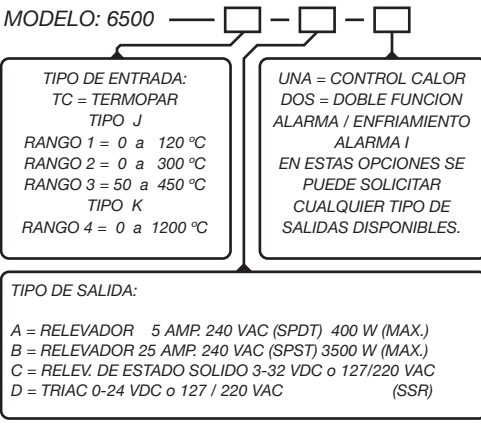 MODELO: 6500
TIPO DE ENTRADA:
TC = TERMOPAR
TIPO J
RANGO 1 = 0 a 120 ºC
RANGO 2 = 0 a 300 ºC
RANGO 3 = 50 a 450 ºC
TIPO K
RANGO 4 = 0 a 1200 ºC
UNA = CONTROL CALOR
DOS = DOBLE FUNCION
ALARMA / ENFRIAMIENTO
ALARMA I
EN ESTAS OPCIONES SE
PUEDE SOLICITAR
CUALQUIER TIPO DE
SALIDAS DISPONIBLES.
TIPO DE SALIDA:
A = RELEVADOR 5 AMP. 240 VAC (SPDT) 400 W (MAX.)
B = RELEVADOR 25 AMP. 240 VAC (SPST) 3500 W (MAX.)
C = RELEV. DE ESTADO SOLIDO 3-32 VDC o 127/220 VAC
D = TRIAC 0-24 VDC o 127 / 220 VAC (SSR)